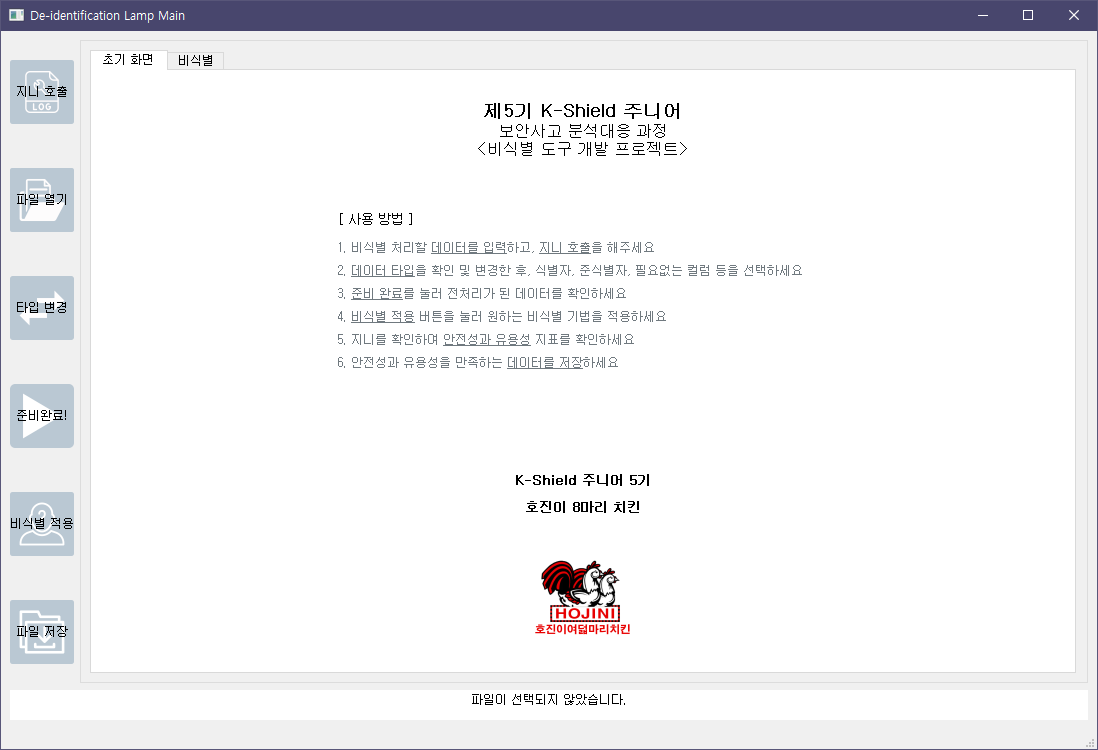 De-identification Lamp Main
초기 화면
비식별
지니 호출
LOG
파일 열기
타입 변경
준비완료!
비식별 적용
파일 저장
제5기 K-Shield 주니어
보안사고 분석대응 과정
<비식별 도구 개발 프로젝트>
[ 사용 방법 ]
1. 비식별 처리할 데이터를 입력하고, 지니 호출을 해주세요
2. 데이터 타입을 확인 및 변경한 후, 식별자, 준식별자, 필요없는 컬럼 등을 선택하세요
3. 준비 완료를 눌러 전처리가 된 데이터를 확인하세요
4. 비식별 적용 버튼을 눌러 원하는 비식별 기법을 적용하세요
5. 지니를 확인하여 안전성과 유용성 지표를 확인하세요
6. 안전성과 유용성을 만족하는 데이터를 저장하세요
K-Shield 주니어 5기
호진이 8마리 치킨
HOJINI
호진이여덟마리치킨
파일이 선택되지 않았습니다.